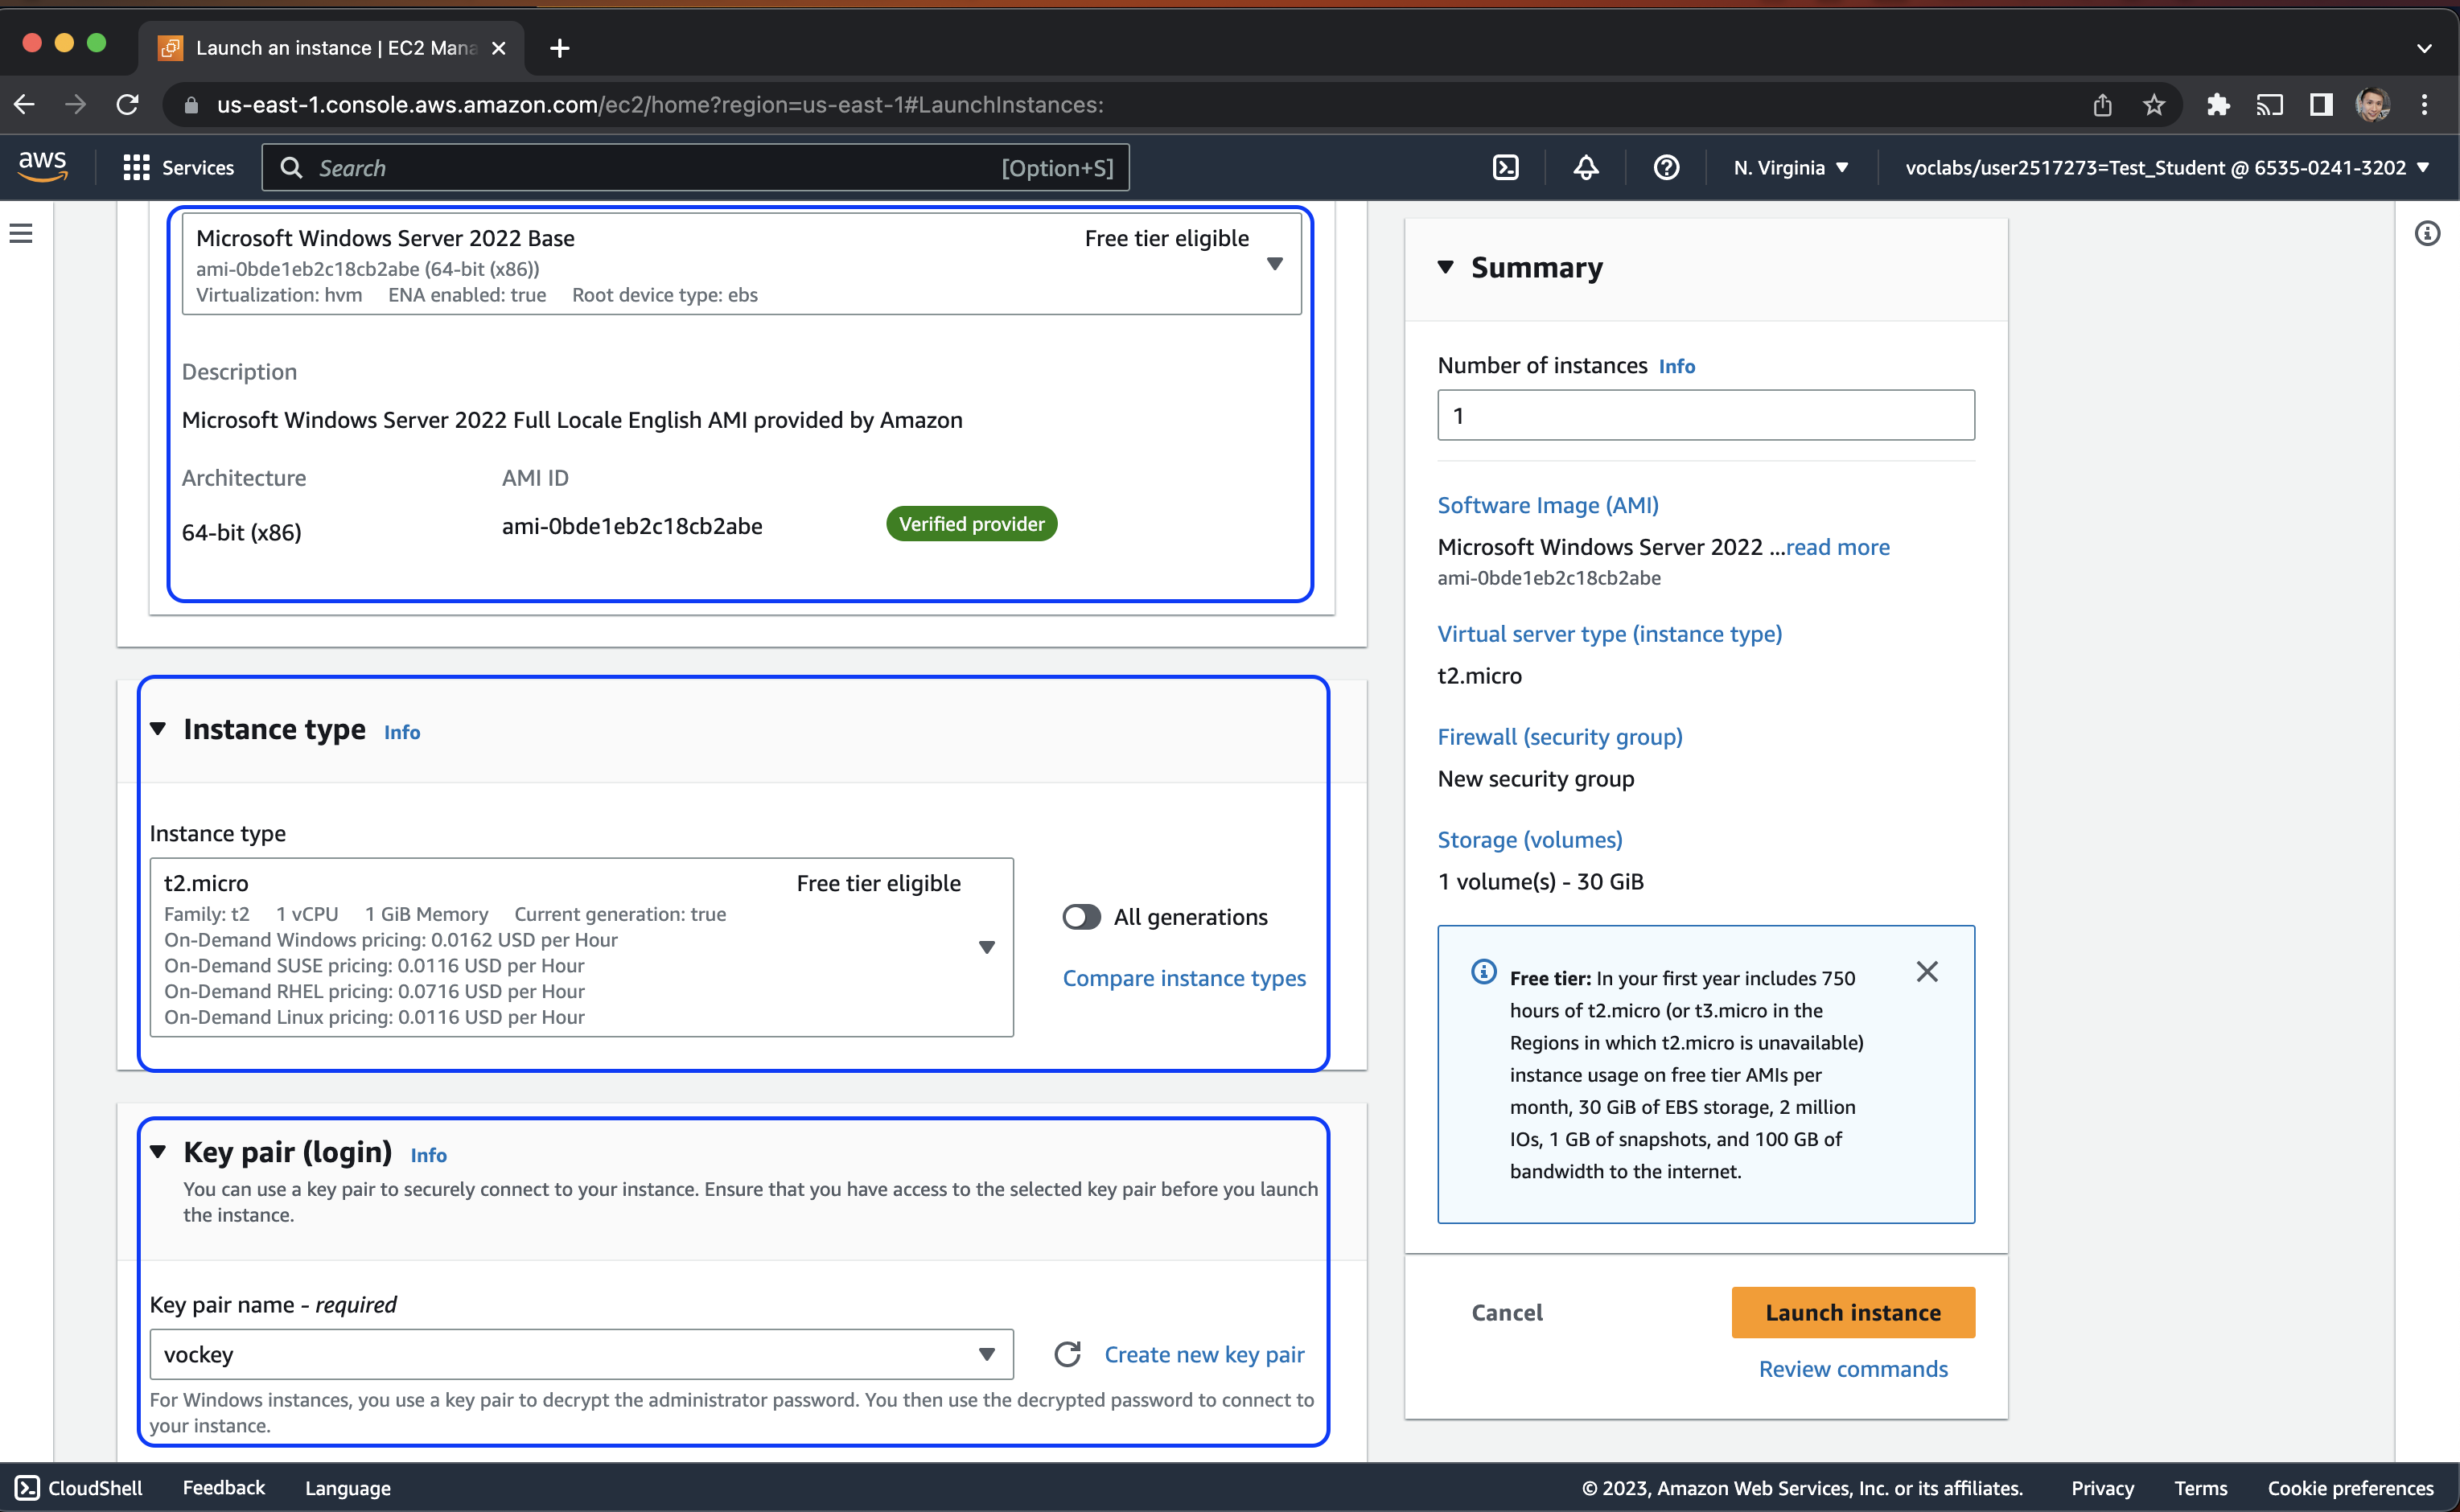 Launch an instance | EC2 Mana
us-east-1.console.aws.amazon.com/ec2/home?region=us-east-1#LaunchInstances:
aws
Services
Search
[Option+S]
N. Virginia
voclabs/user2517273=Test_Student @ 6535-0241-3202
Microsoft Windows Server 2022 Base
Free tier eligible
ami-0bde1eb2c18cb2abe (64-bit (x86))
Virtualization: hvm ENA enabled: true Root device type: ebs
Description
Microsoft Windows Server 2022 Full Locale English AMI provided by Amazon
Architecture
AMI ID
64-bit (x86)
ami-0bde1eb2c18cb2abe
Verified provider
Instance type Info
Instance type
t2.micro
Free tier eligible
Family: t2 1 vCPU 1 GiB Memory Current generation: true
On-Demand Windows pricing: 0.0162 USD per Hour
On-Demand SUSE pricing: 0.0116 USD per Hour
On-Demand RHEL pricing: 0.0716 USD per Hour
On-Demand Linux pricing: 0.0116 USD per Hour
All generations
Compare instance types
Key pair (login) Info
You can use a key pair to securely connect to your instance. Ensure that you have access to the selected key pair before you launch
the instance.
Key pair name - required
vockey
Create new key pair
For Windows instances, you use a key pair to decrypt the administrator password. You then use the decrypted password to connect to
your instance.
Summary
Number of instances Info
1
Software Image (AMI)
Microsoft Windows Server 2022 ...read more
ami-0bde1eb2c18cb2abe
Virtual server type (instance type)
t2.micro
Firewall (security group)
New security group
Storage (volumes)
1 volume(s) - 30 GiB
Free tier: In your first year includes 750
hours of t2.micro (or t3.micro in the
Regions in which t2.micro is unavailable)
instance usage on free tier AMIs per
month, 30 GiB of EBS storage, 2 million
IOs, 1 GB of snapshots, and 100 GB of
bandwidth to the internet.
Cancel
Launch instance
Review commands
CloudShell
Feedback
Language
© 2023, Amazon Web Services, Inc. or its affiliates.
Privacy
Terms
Cookie preferences